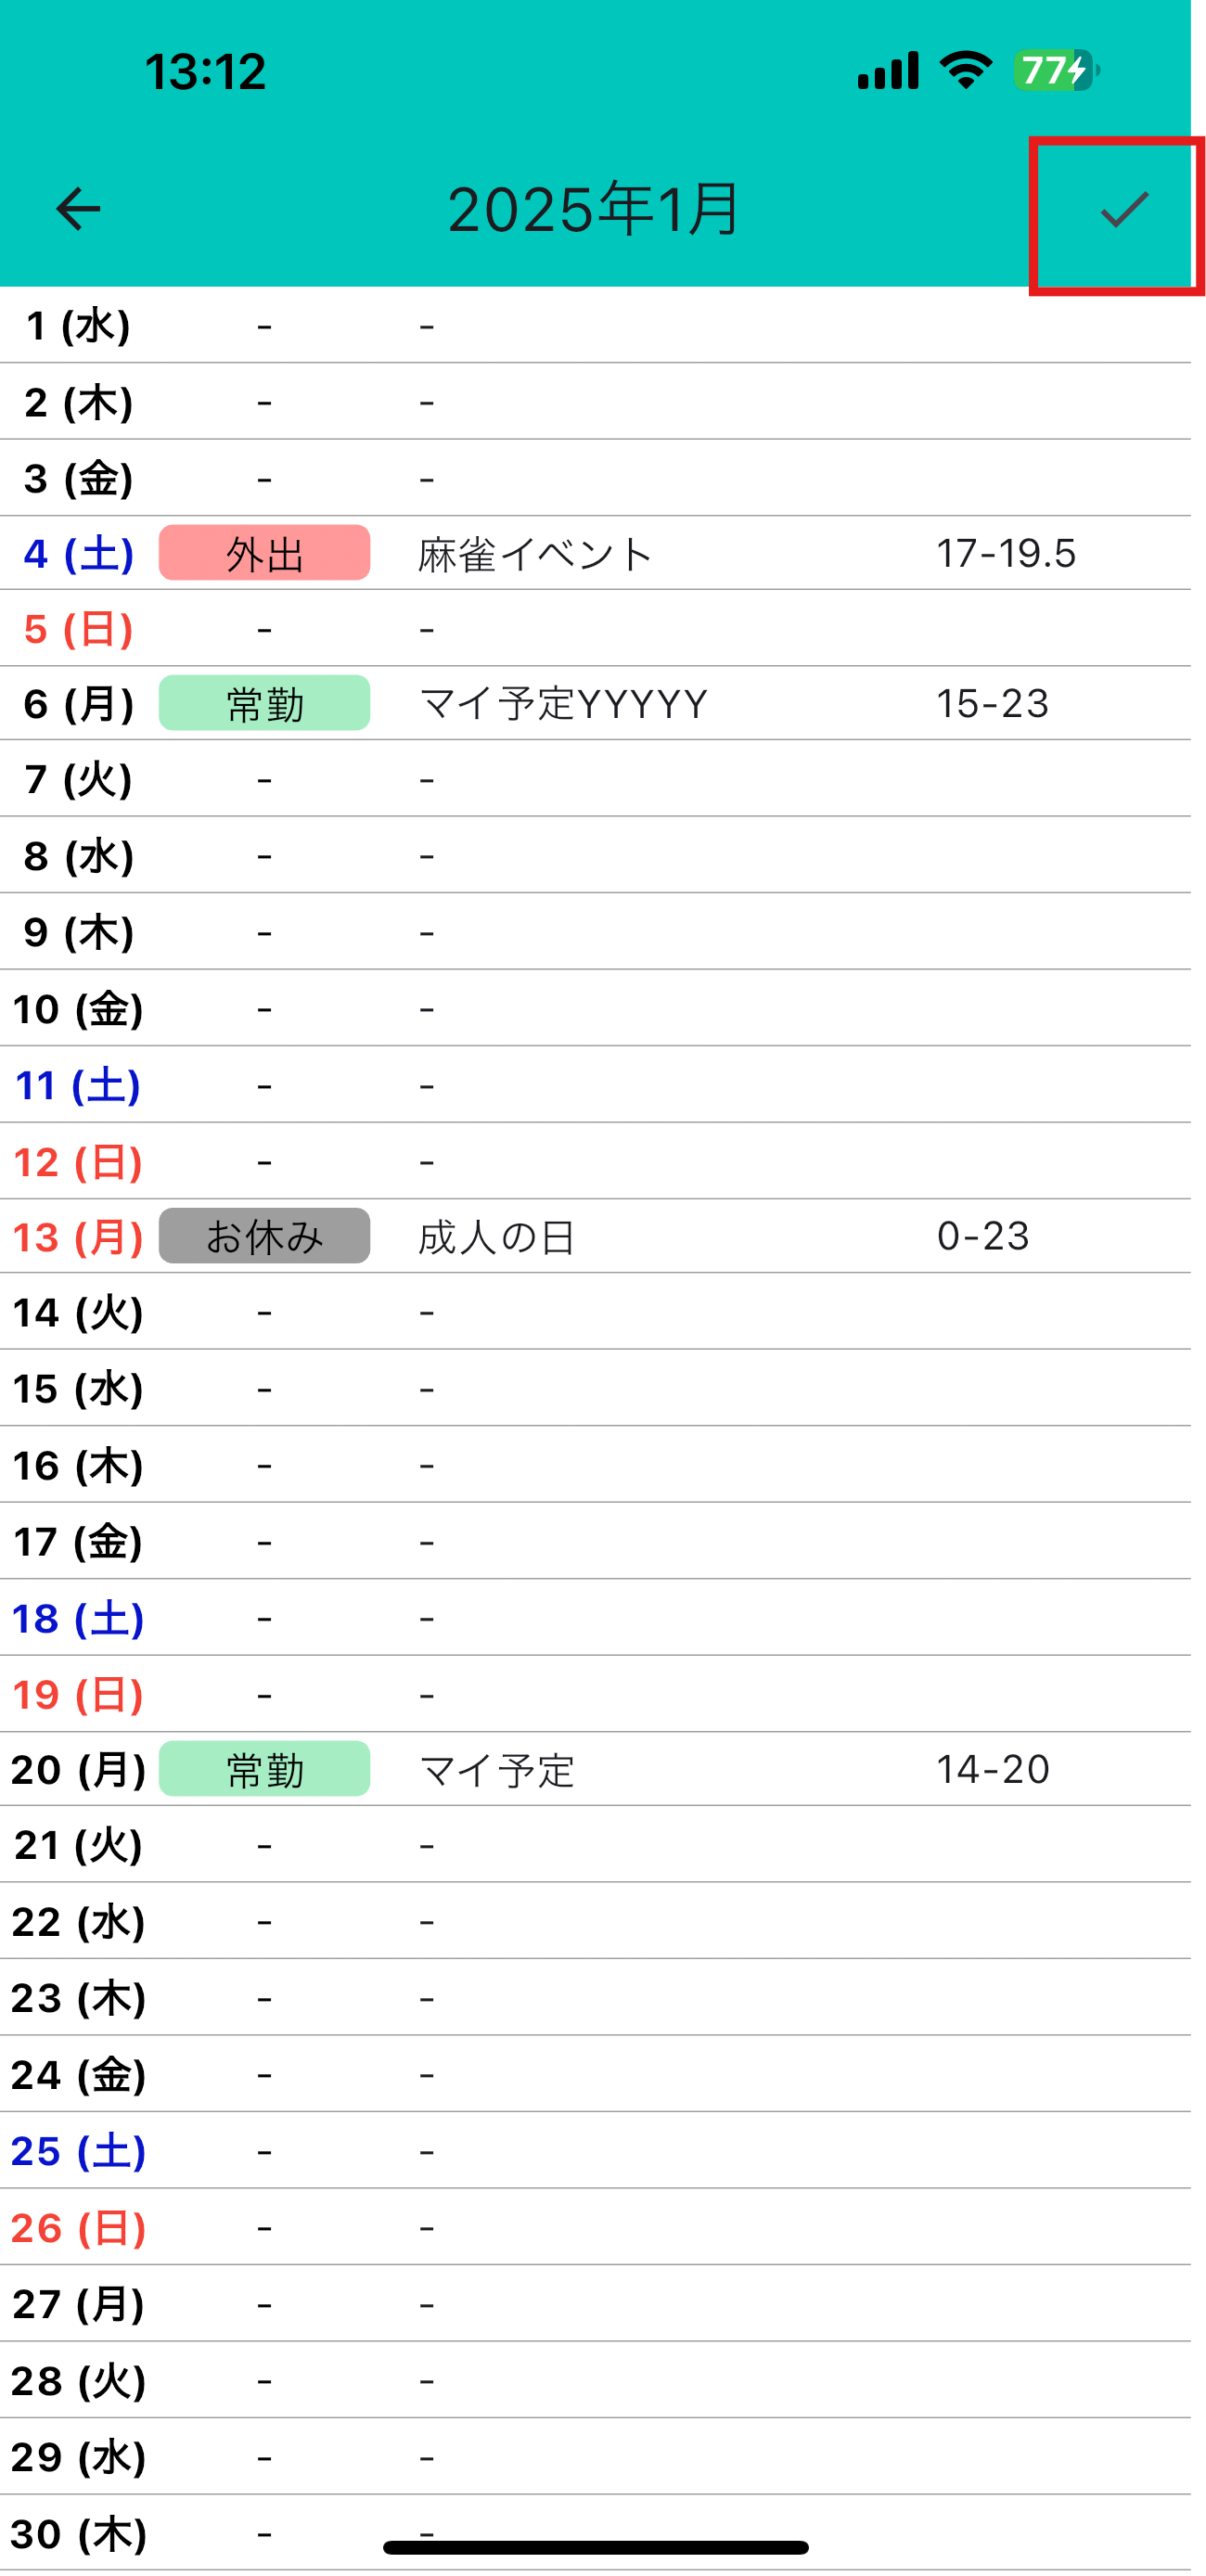 13:12 77
2025年1月
1 (水) - -
2 (木) - -
3 (金) - -
4 (土) 外出 麻雀イベント 17-19.5
5 (日) - -
6 (月) 常勤 マイ予定YYYYY 15-23
7 (火) - -
8 (水) - -
9 (木) - -
10 (金) - -
11 (土) - -
12 (日) - -
13 (月) お休み 成人の日 0-23
14 (火) - -
15 (水) - -
16 (木) - -
17 (金) - -
18 (土) - -
19 (日) - -
20 (月) 常勤 マイ予定 14-20
21 (火) - -
22 (水) - -
23 (木) - -
24 (金) - -
25 (土) - -
26 (日) - -
27 (月) - -
28 (火) - -
29 (水) - -
30 (木) - -